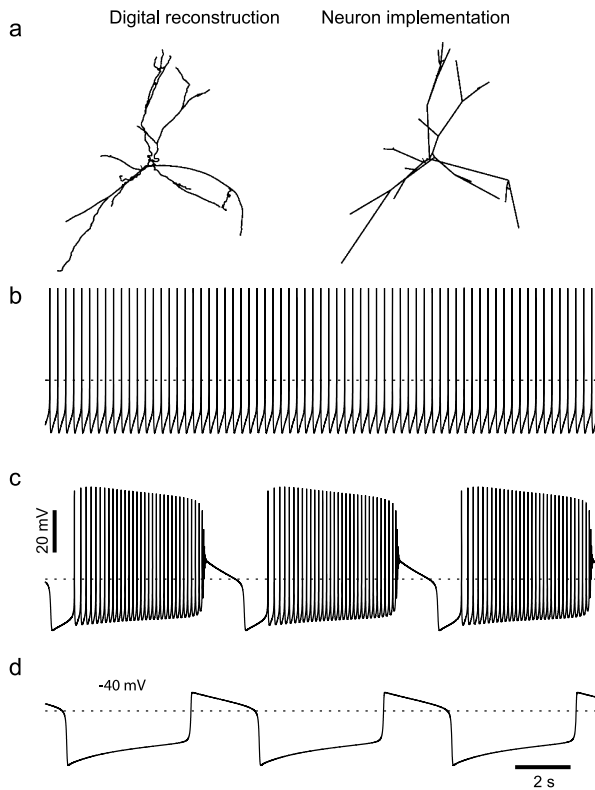 Digital reconstruction Neuron implementation
a
b
c
20 mV
d
-40 mV
2 s